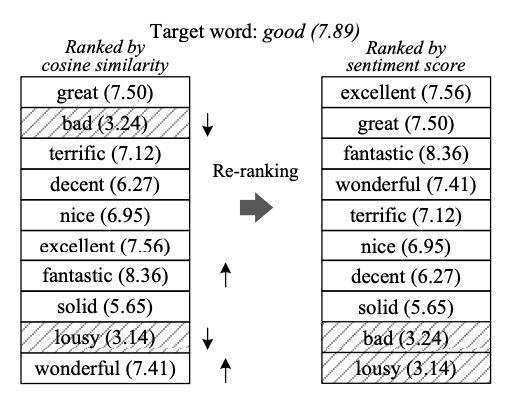 Target word: good (7.89)
Ranked by
cosine similarity
great (7.50)
bad (3.24)
terrific (7.12)
decent (6.27)
nice (6.95)
excellent (7.56)
fantastic (8.36)
solid (5.65)
lousy (3.14)
wonderful (7.41)
Re-ranking
Ranked by
sentiment score
excellent (7.56)
great (7.50)
fantastic (8.36)
wonderful (7.41)
terrific (7.12)
nice (6.95)
decent (6.27)
solid (5.65)
bad (3.24)
lousy (3.14)